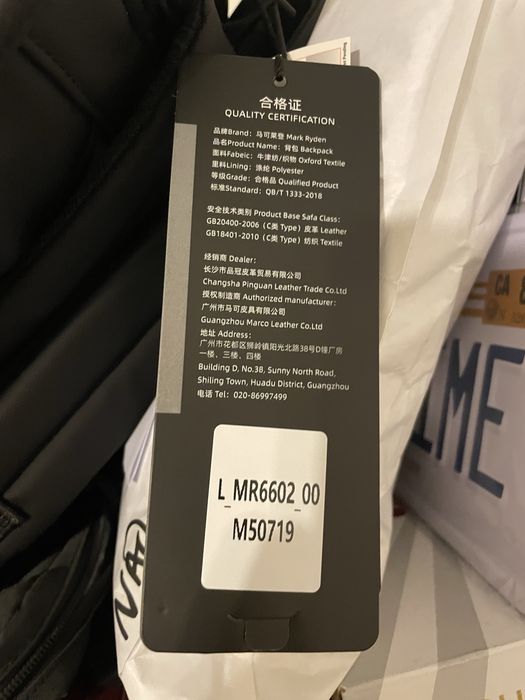 合格证
QUALITY CERTIFICATION
品牌Brand: 马可莱登 Mark Ryden
品名Product Name: 背包 Backpack
面料Fabeic: 牛津纺/织物 Oxford Textile
里料Lining: 涤纶 Polyester
等级Grade: 合格品 Qualified Product
标准Standard: QB/T 1333-2018
安全技术类别 Product Base Safa Class:
GB20400-2006 (C类 Type) 皮革 Leather
GB18401-2010 (C类 Type) 纺织 Textile
经销商 Dealer:
长沙市品冠皮革贸易有限公司
Changsha Pinguan Leather Trade Co.Ltd
授权制造商 Authorized manufacturer:
广州市马可皮具有限公司
Guangzhou Marco Leather Co.Ltd
地址 Address:
广州市花都区狮岭镇阳光北路38号D幢厂房
一楼、三楼、四楼
Building D, No.38, Sunny North Road,
Shiling Town, Huadu District, Guangzhou
电话 Tel: 020-86997499
L_MR6602_00
M50719
CA 8
ME